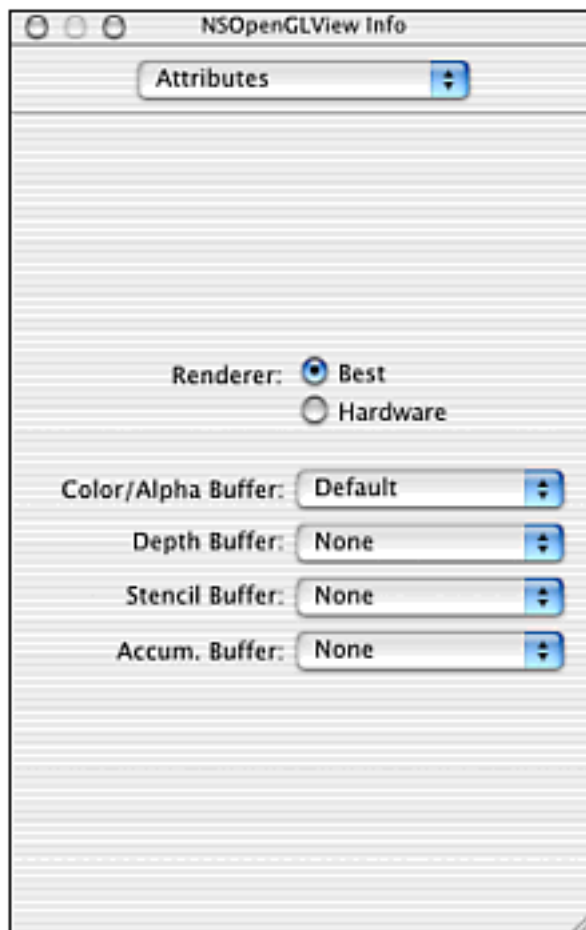 NSOpenGLView Info
Attributes
Renderer: Best
Hardware
Color/Alpha Buffer: Default
Depth Buffer: None
Stencil Buffer: None
Accum. Buffer: None